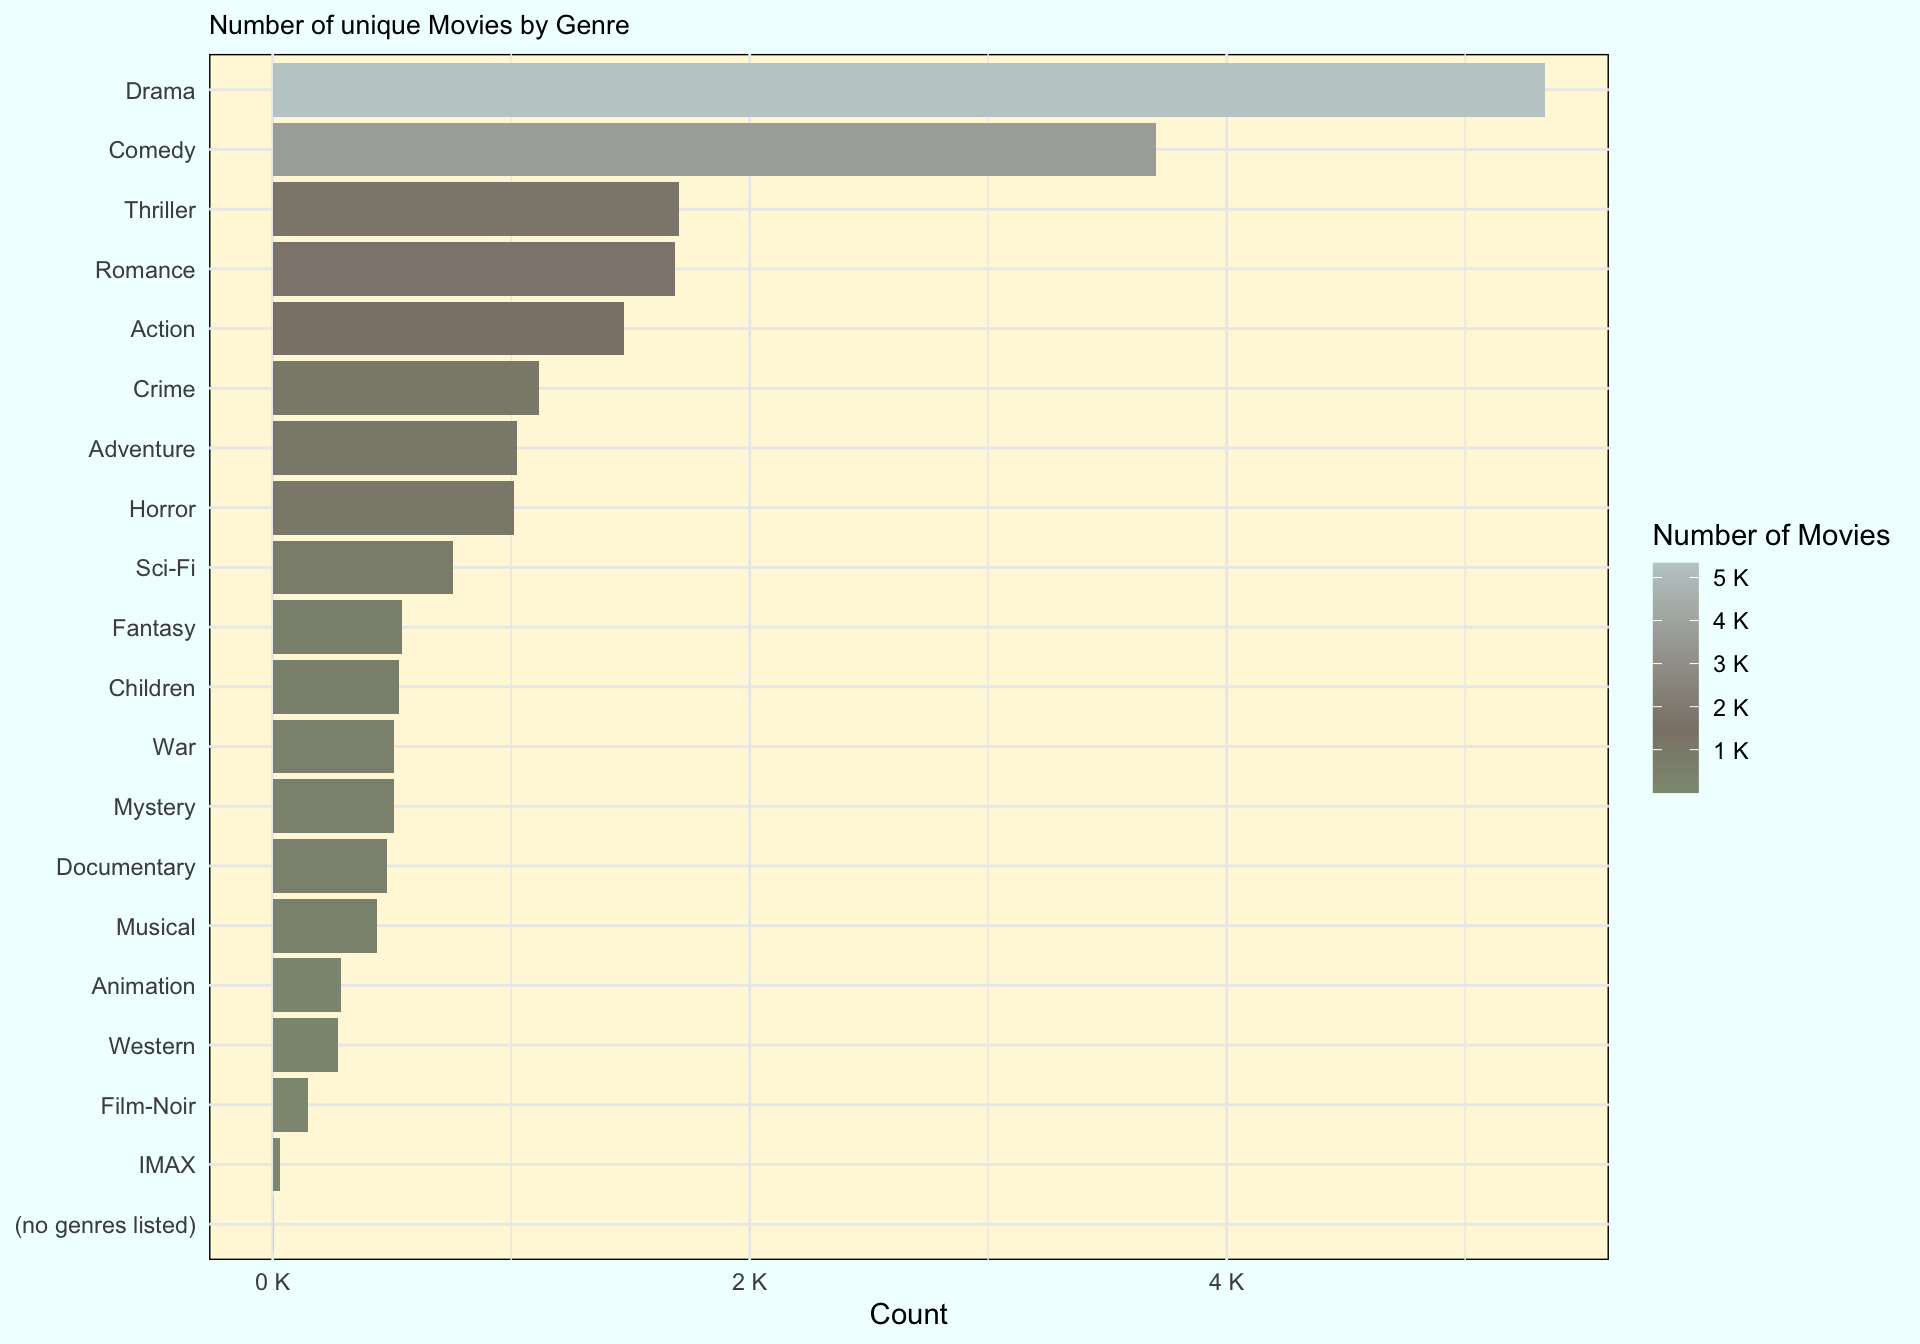 Number of unique Movies by Genre
Drama
Comedy
Thriller
Romance
Action
Crime
Adventure
Horror
Sci-Fi
Fantasy
Children
War
Mystery
Documentary
Musical
Animation
Western
Film-Noir
IMAX
(no genres listed)
0 K 2 K 4 K
Count
Number of Movies
5 K
4 K
3 K
2 K
1 K